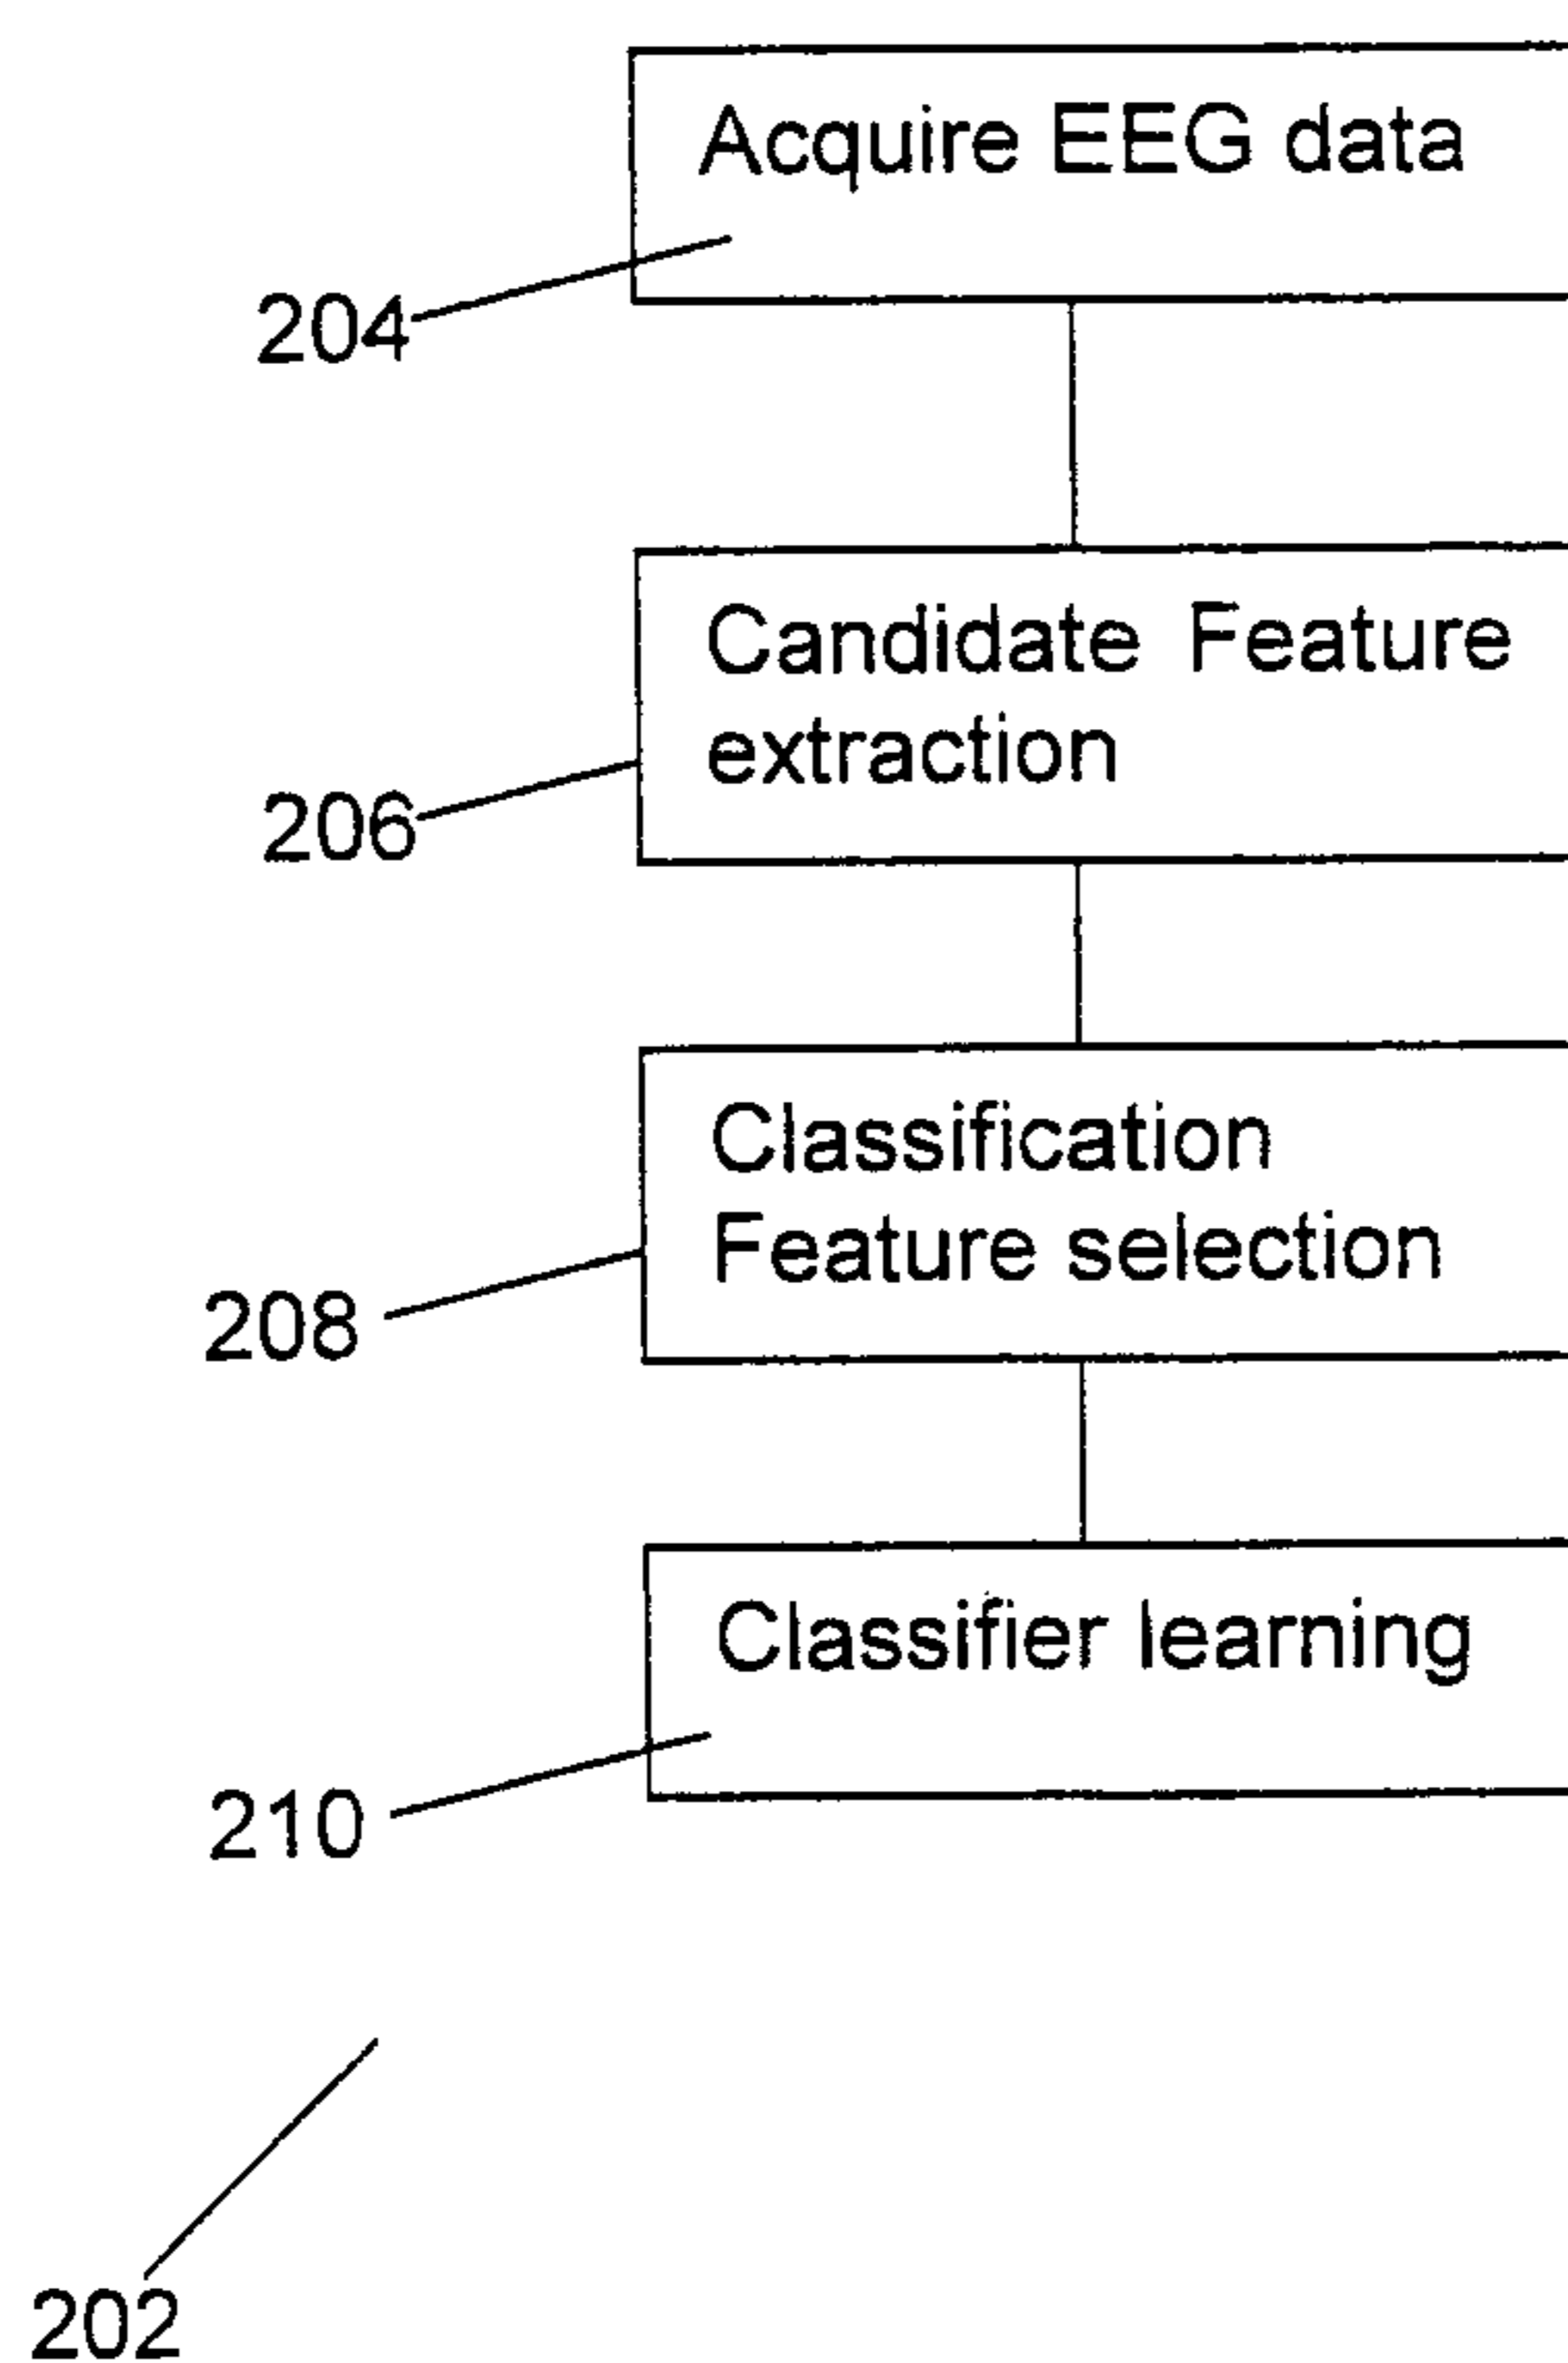 Acquire EEG data
204
Candidate Feature
extraction
206
Classification
Feature selection
208
Classifier learning
210
202